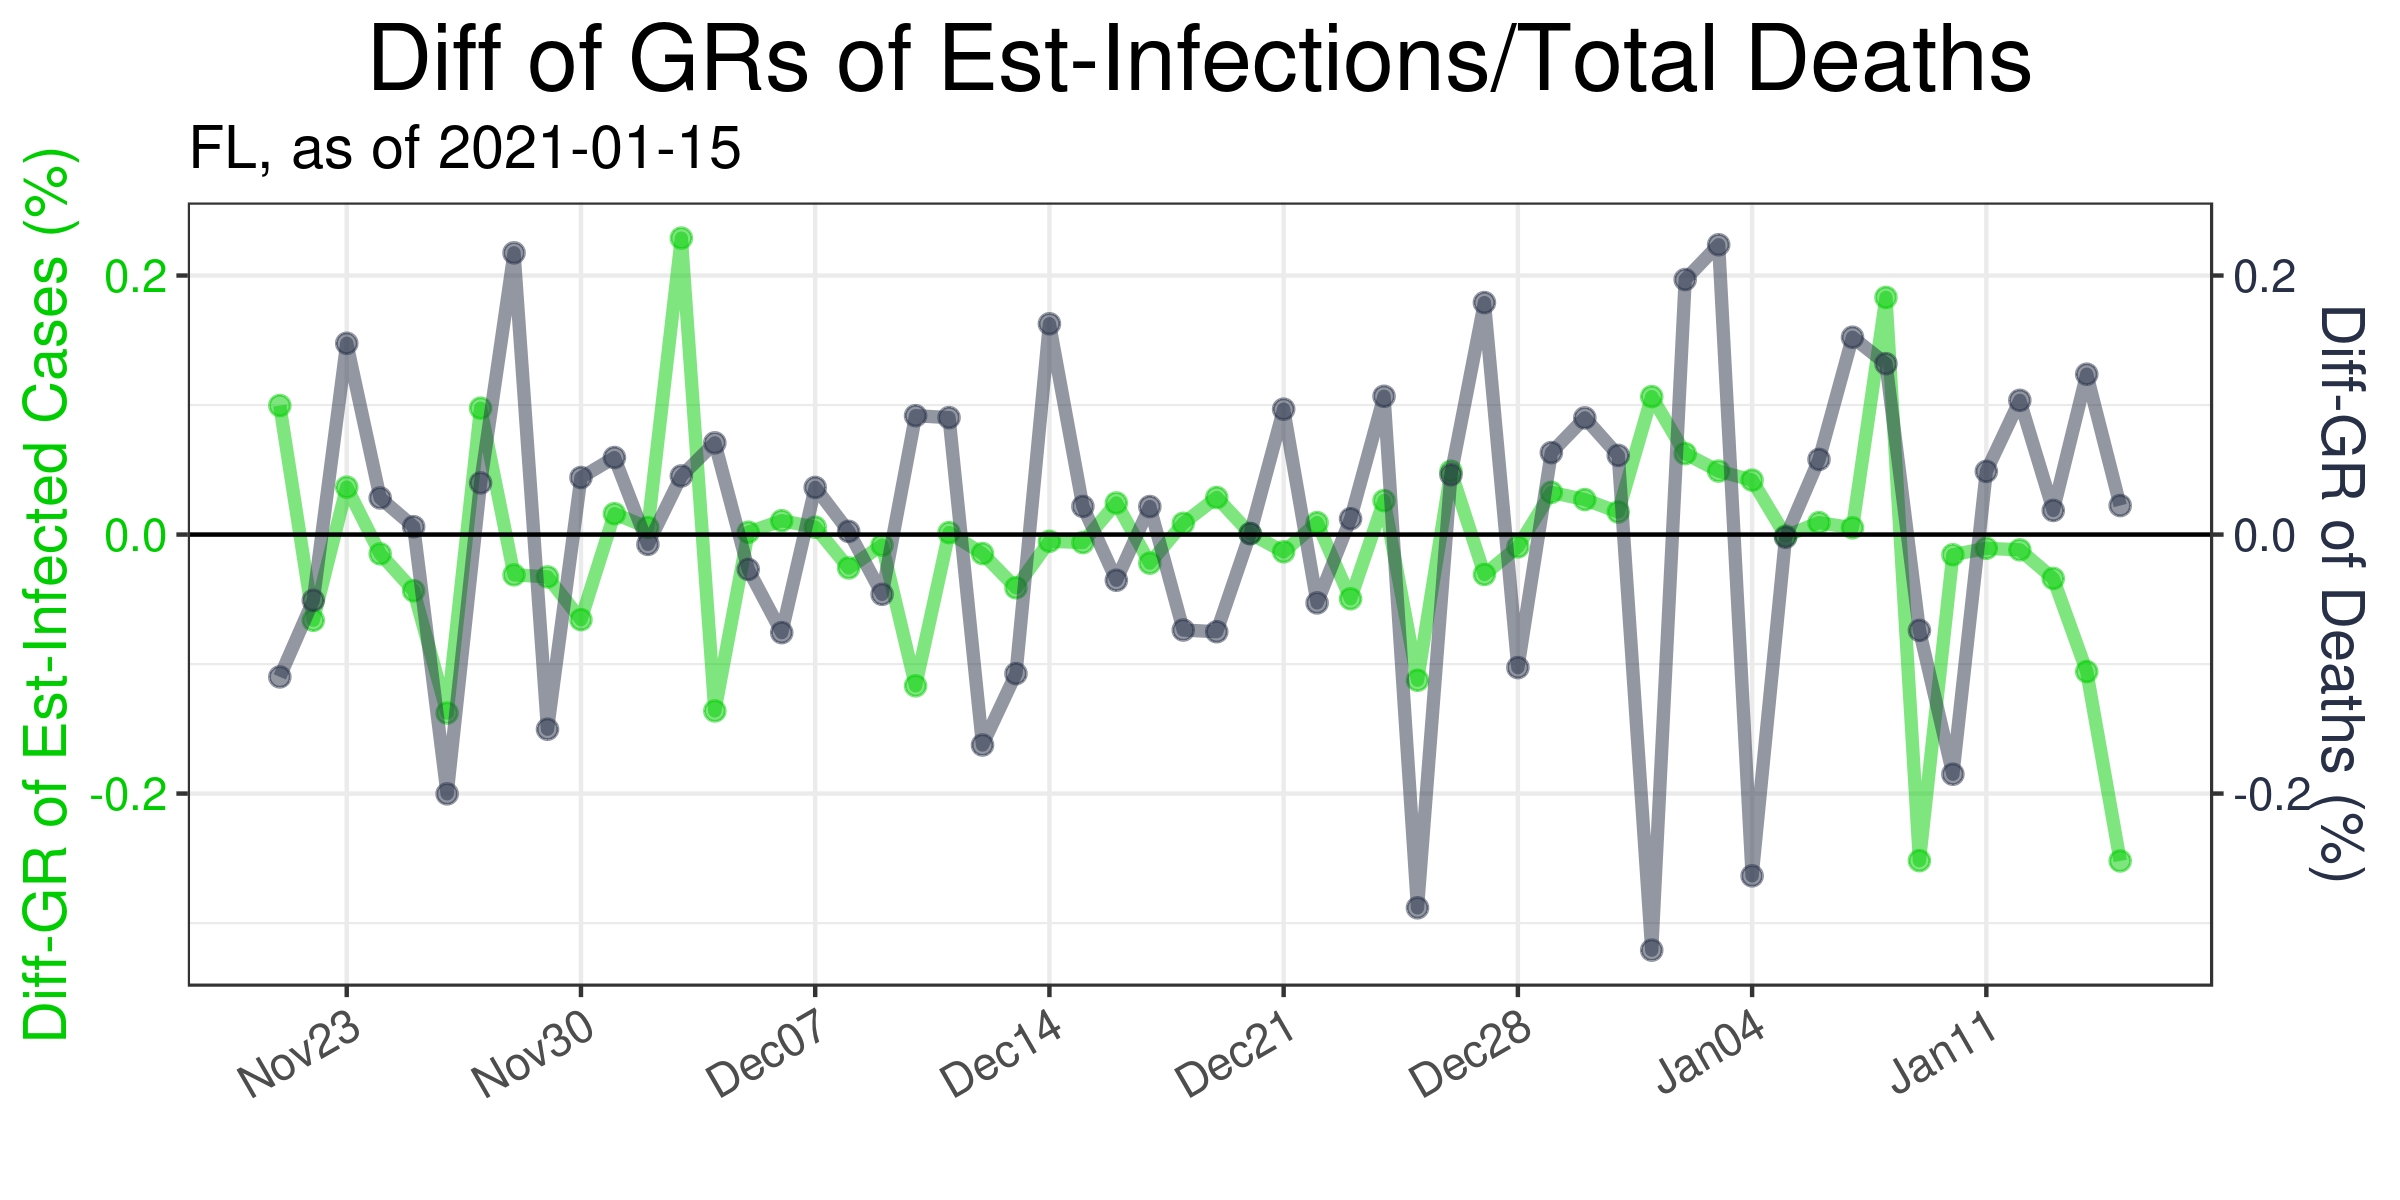 Diff of GRs of Est-Infections/Total Deaths
FL, as of 2021-01-15
Diff-GR of Est-Infected Cases (%)
0.2
0.0
-0.2
0.2
0.0
-0.2
Diff-GR of Deaths (%)
Nov23
Nov30
Dec07
Dec14
Dec21
Dec28
Jan04
Jan11